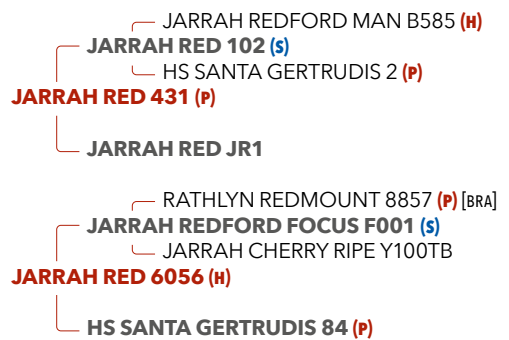 JARRAH REDFORD MAN B585 (H)
JARRAH RED 102 (S)
HS SANTA GERTRUDIS 2 (P)
JARRAH RED 431 (P)
JARRAH RED JR1
RATHLYN REDMOUNT 8857 (P) [BRA]
JARRAH REDFORD FOCUS F001 (S)
JARRAH CHERRY RIPE Y100TB
JARRAH RED 6056 (H)
HS SANTA GERTRUDIS 84 (P)